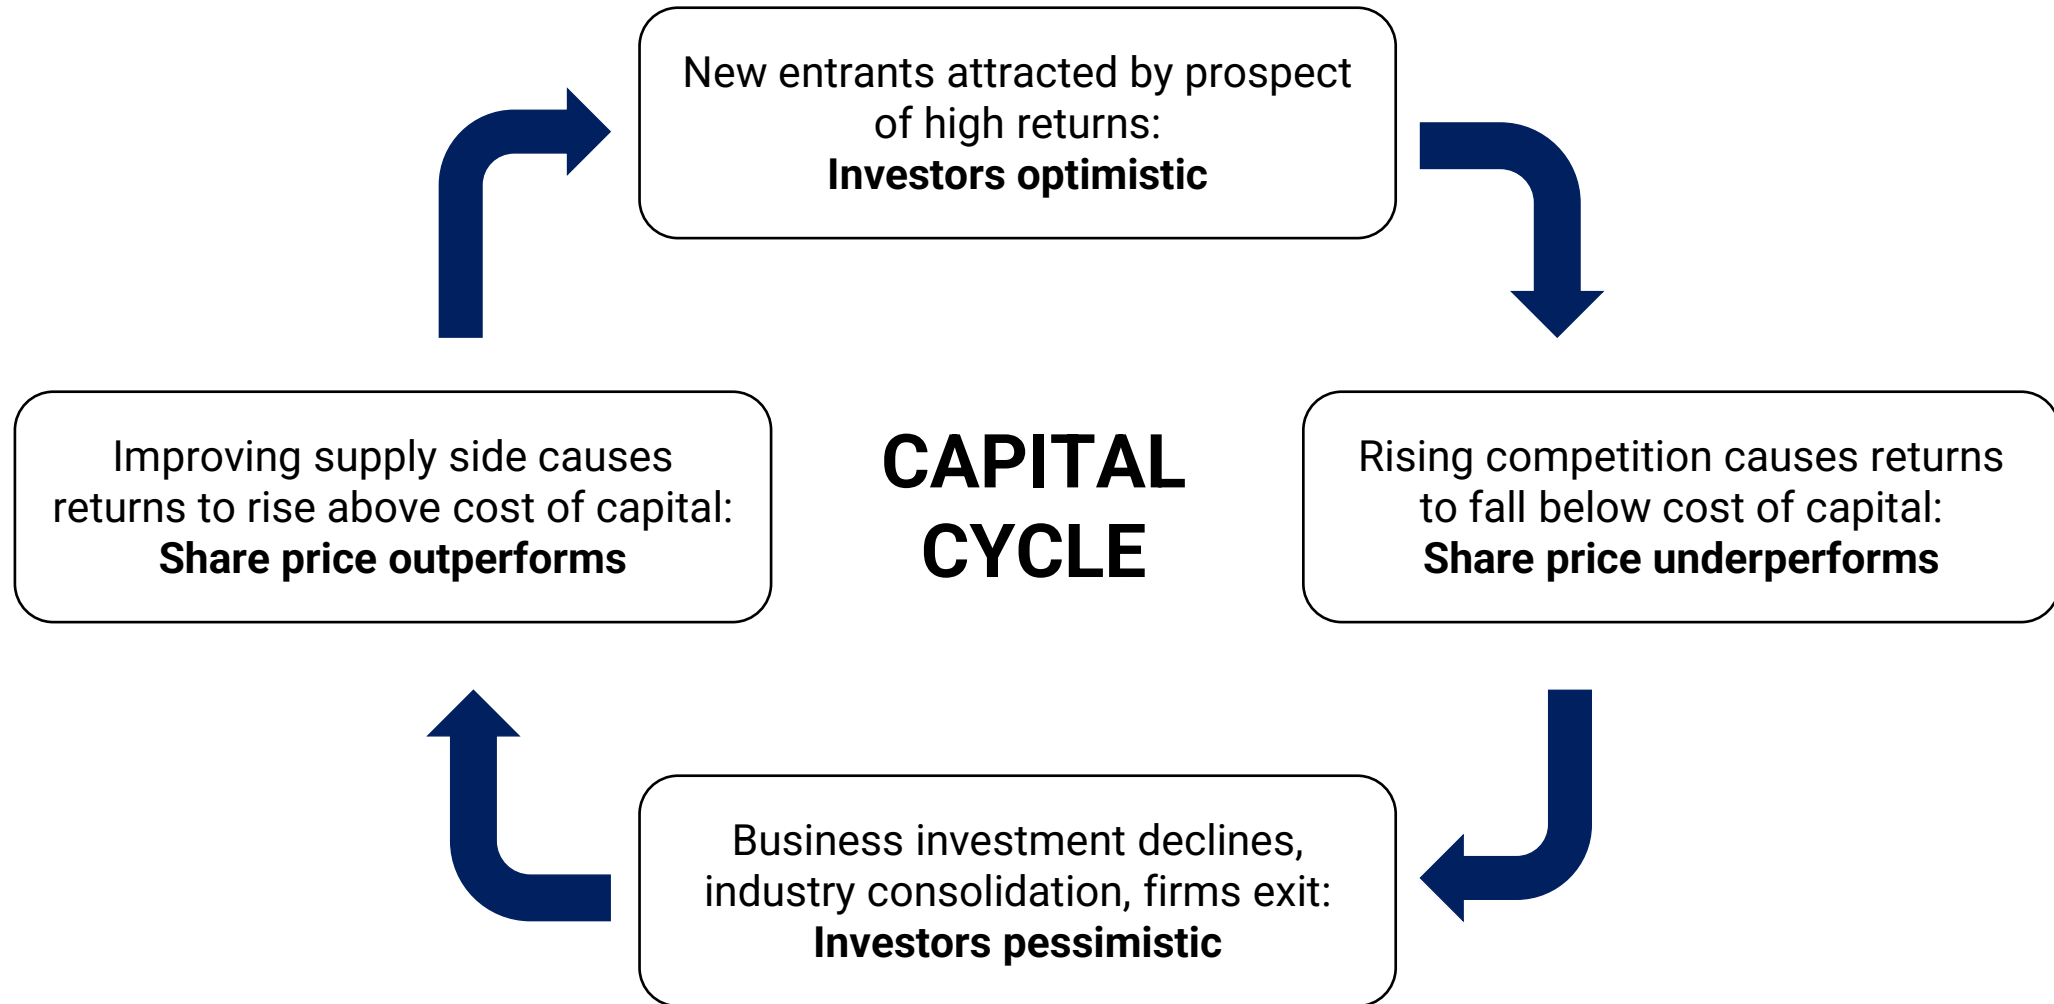 New entrants attracted by prospect
of high returns:
Investors optimistic
Improving supply side causes
returns to rise above cost of capital:
Share price outperforms
CAPITAL
CYCLE
Rising competition causes returns
to fall below cost of capital:
Share price underperforms
Business investment declines,
industry consolidation, firms exit:
Investors pessimistic